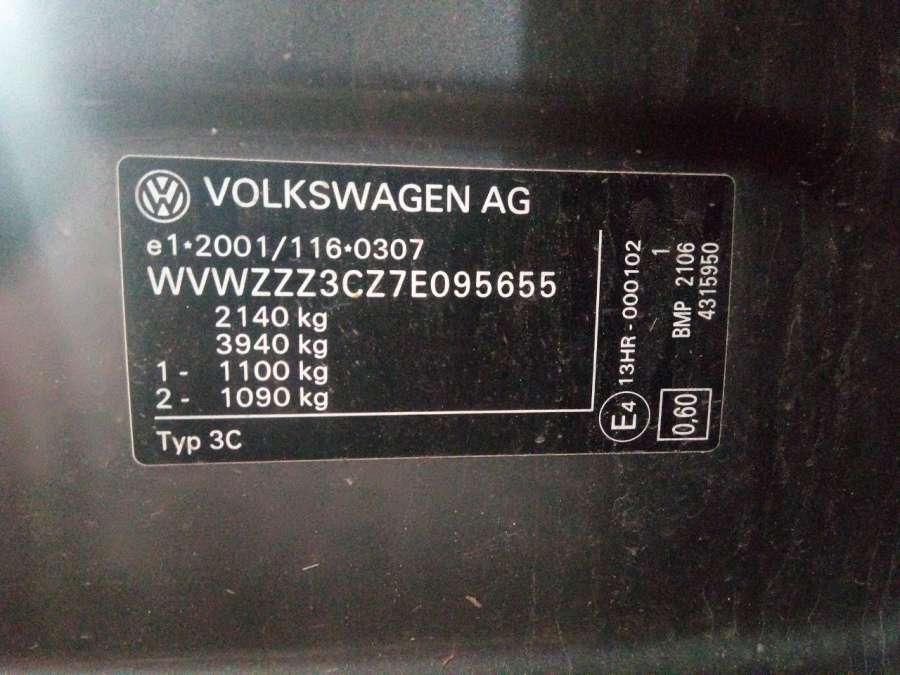 VOLKSWAGEN AG
e1*2001/116*0307
WVWZZZ3CZ7E095655
2140 kg
3940 kg
1 - 1100 kg
2 - 1090 kg
Typ 3C
E4 13HR - 000102
1
BMP 2106
4315950
0,60